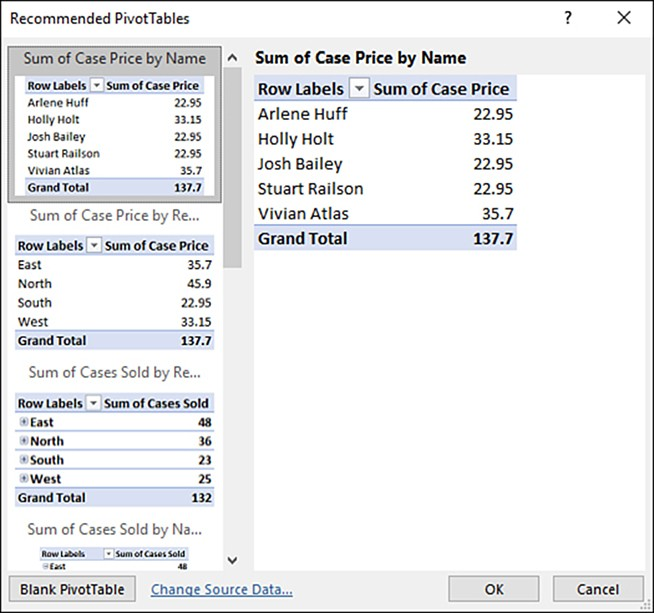 Recommended PivotTables
?
Sum of Case Price by Name
Row Labels Sum of Case Price
Arlene Huff 22.95
Holly Holt 33.15
Josh Bailey 22.95
Stuart Railson 22.95
Vivian Atlas 35.7
Grand Total 137.7
Sum of Case Price by Re...
Row Labels Sum of Case Price
East 35.7
North 45.9
South 22.95
West 33.15
Grand Total 137.7
Sum of Cases Sold by Re...
Row Labels Sum of Cases Sold
East 48
North 36
South 23
West 25
Grand Total 132
Sum of Cases Sold by Na...
Row Labels Sum of Cases Sold
East 48
Sum of Case Price by Name
Row Labels Sum of Case Price
Arlene Huff 22.95
Holly Holt 33.15
Josh Bailey 22.95
Stuart Railson 22.95
Vivian Atlas 35.7
Grand Total 137.7
Blank PivotTable Change Source Data... OK Cancel